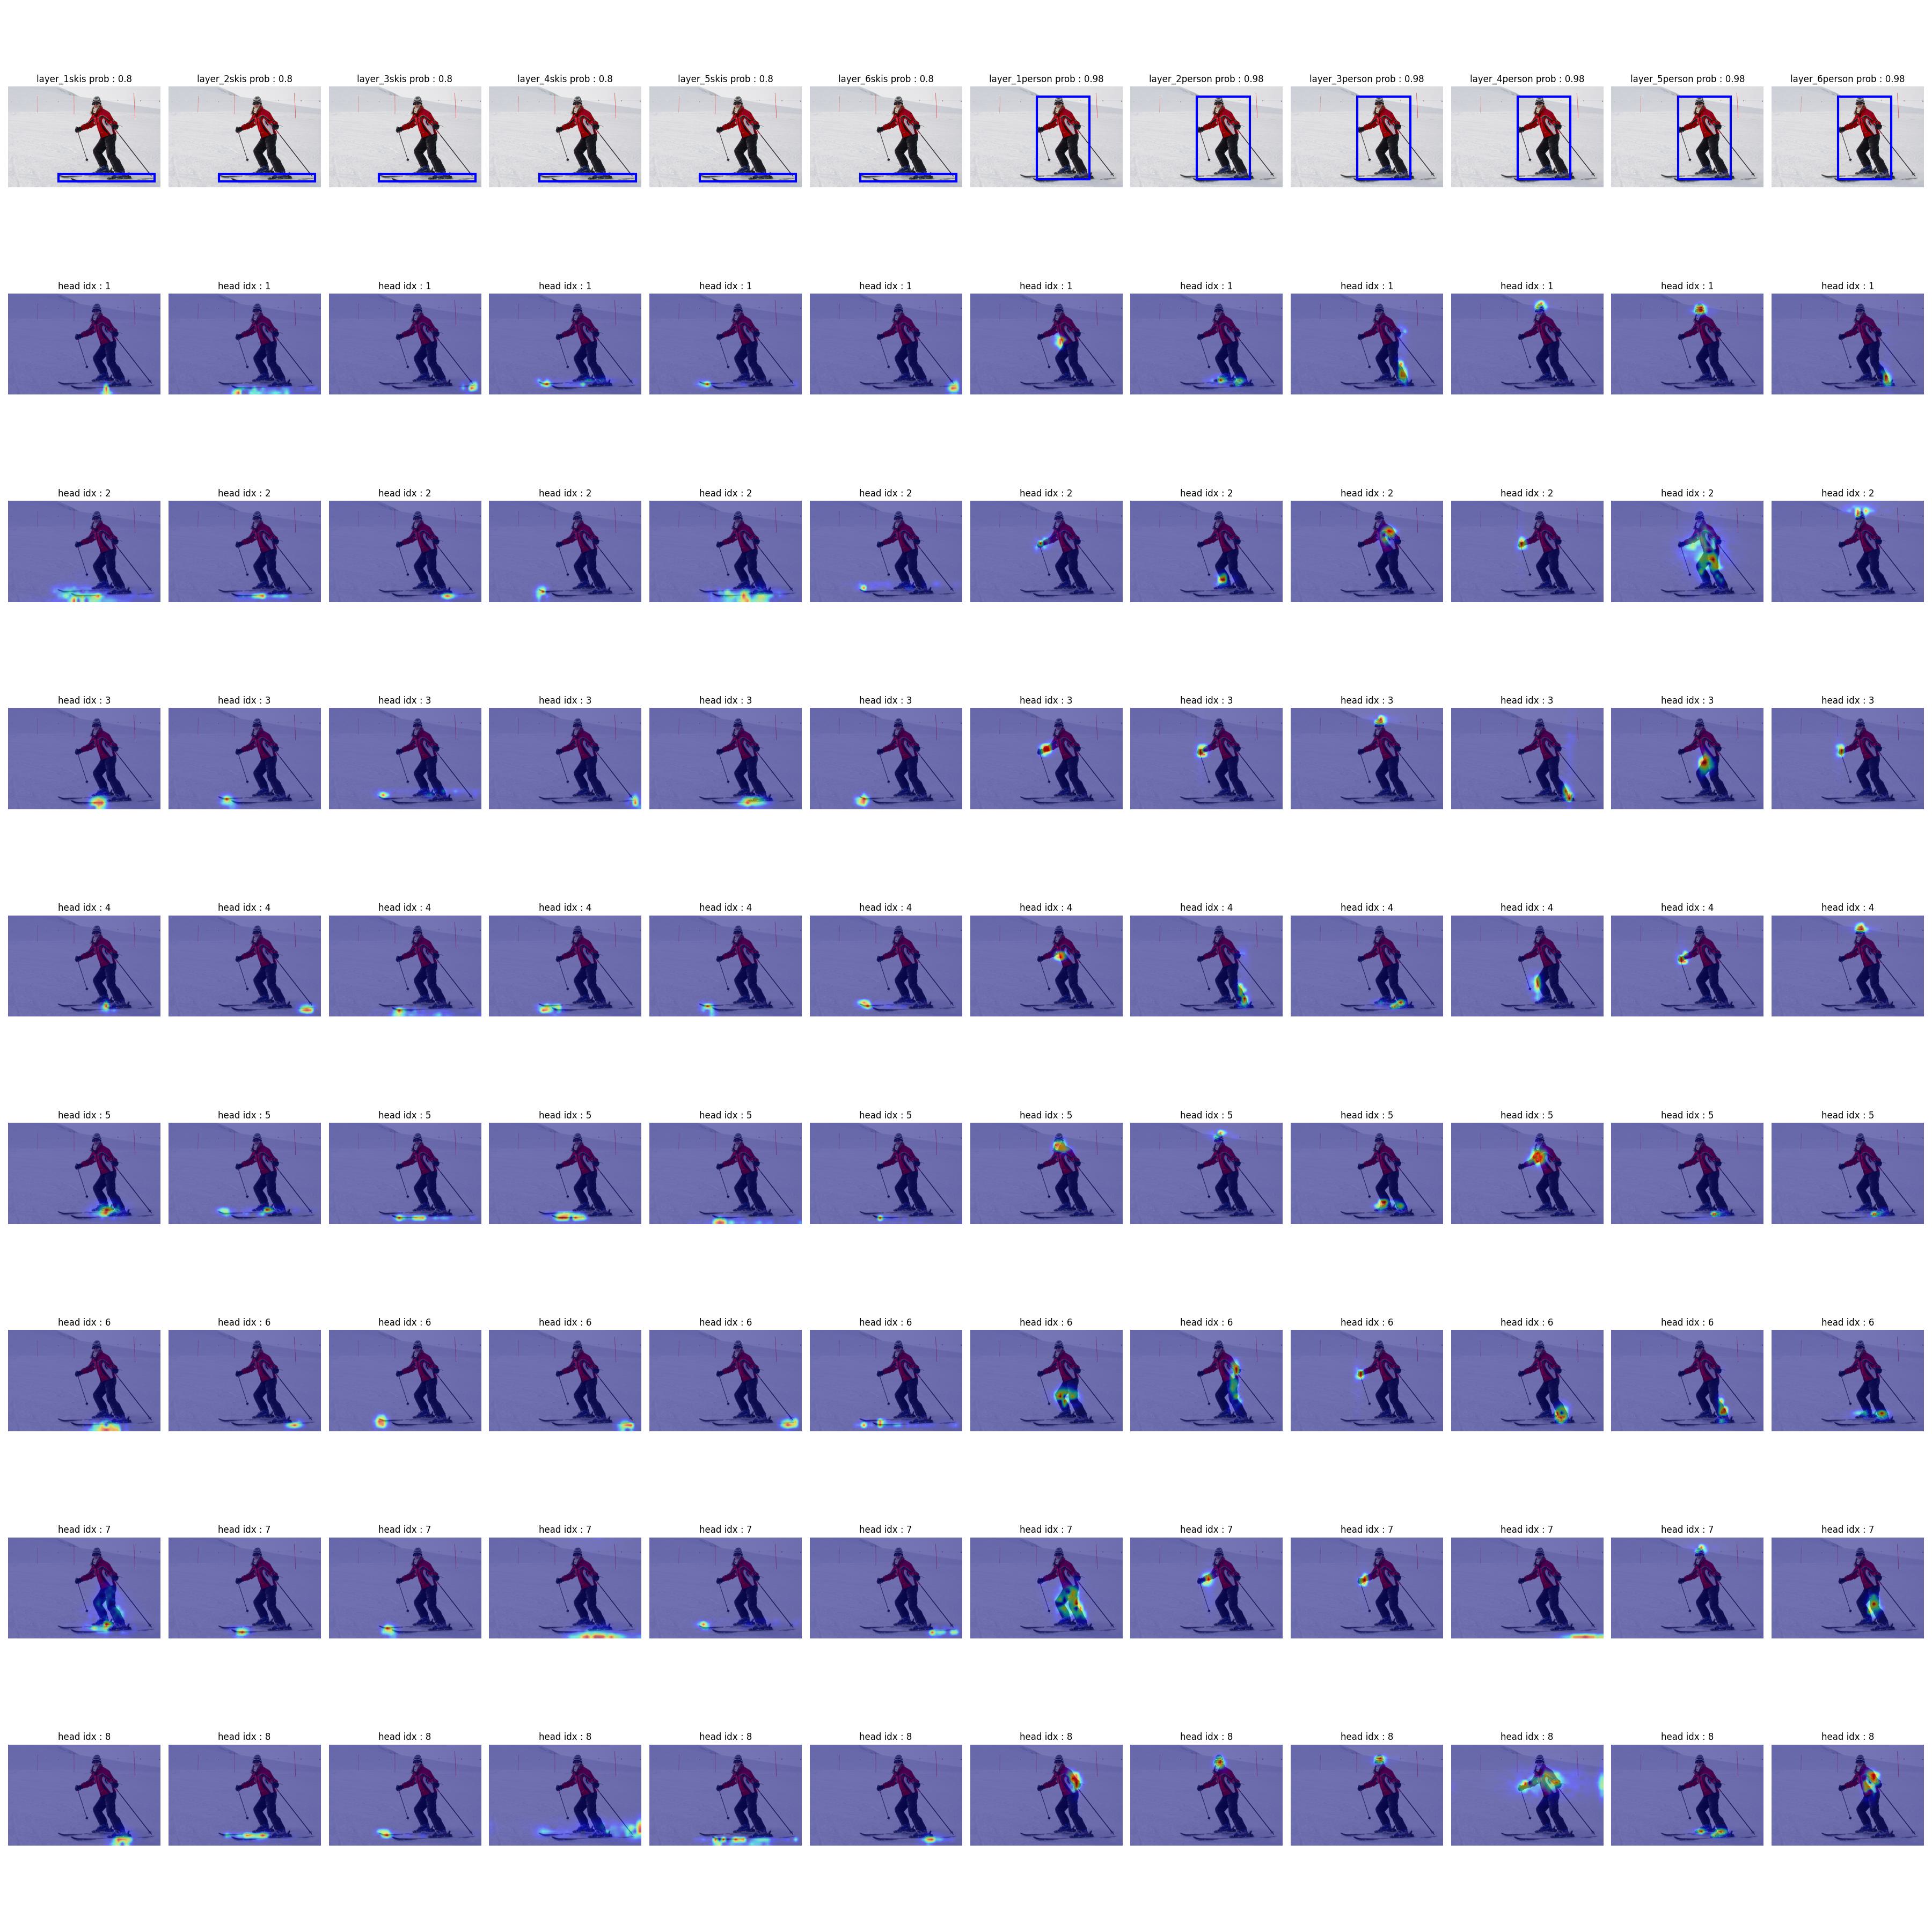 layer_1skis prob : 0.8 layer_2skis prob : 0.8 layer_3skis prob : 0.8 layer_4skis prob : 0.8 layer_5skis prob : 0.8 layer_6skis prob : 0.8 layer_1person prob : 0.98 layer_2person prob : 0.98 layer_3person prob : 0.98 layer_4person prob : 0.98 layer_5person prob : 0.98 layer_6person prob : 0.98
head idx : 1 head idx : 1 head idx : 1 head idx : 1 head idx : 1 head idx : 1 head idx : 1 head idx : 1 head idx : 1 head idx : 1 head idx : 1 head idx : 1
head idx : 2 head idx : 2 head idx : 2 head idx : 2 head idx : 2 head idx : 2 head idx : 2 head idx : 2 head idx : 2 head idx : 2 head idx : 2 head idx : 2
head idx : 3 head idx : 3 head idx : 3 head idx : 3 head idx : 3 head idx : 3 head idx : 3 head idx : 3 head idx : 3 head idx : 3 head idx : 3 head idx : 3
head idx : 4 head idx : 4 head idx : 4 head idx : 4 head idx : 4 head idx : 4 head idx : 4 head idx : 4 head idx : 4 head idx : 4 head idx : 4 head idx : 4
head idx : 5 head idx : 5 head idx : 5 head idx : 5 head idx : 5 head idx : 5 head idx : 5 head idx : 5 head idx : 5 head idx : 5 head idx : 5 head idx : 5
head idx : 6 head idx : 6 head idx : 6 head idx : 6 head idx : 6 head idx : 6 head idx : 6 head idx : 6 head idx : 6 head idx : 6 head idx : 6 head idx : 6
head idx : 7 head idx : 7 head idx : 7 head idx : 7 head idx : 7 head idx : 7 head idx : 7 head idx : 7 head idx : 7 head idx : 7 head idx : 7 head idx : 7
head idx : 8 head idx : 8 head idx : 8 head idx : 8 head idx : 8 head idx : 8 head idx : 8 head idx : 8 head idx : 8 head idx : 8 head idx : 8 head idx : 8